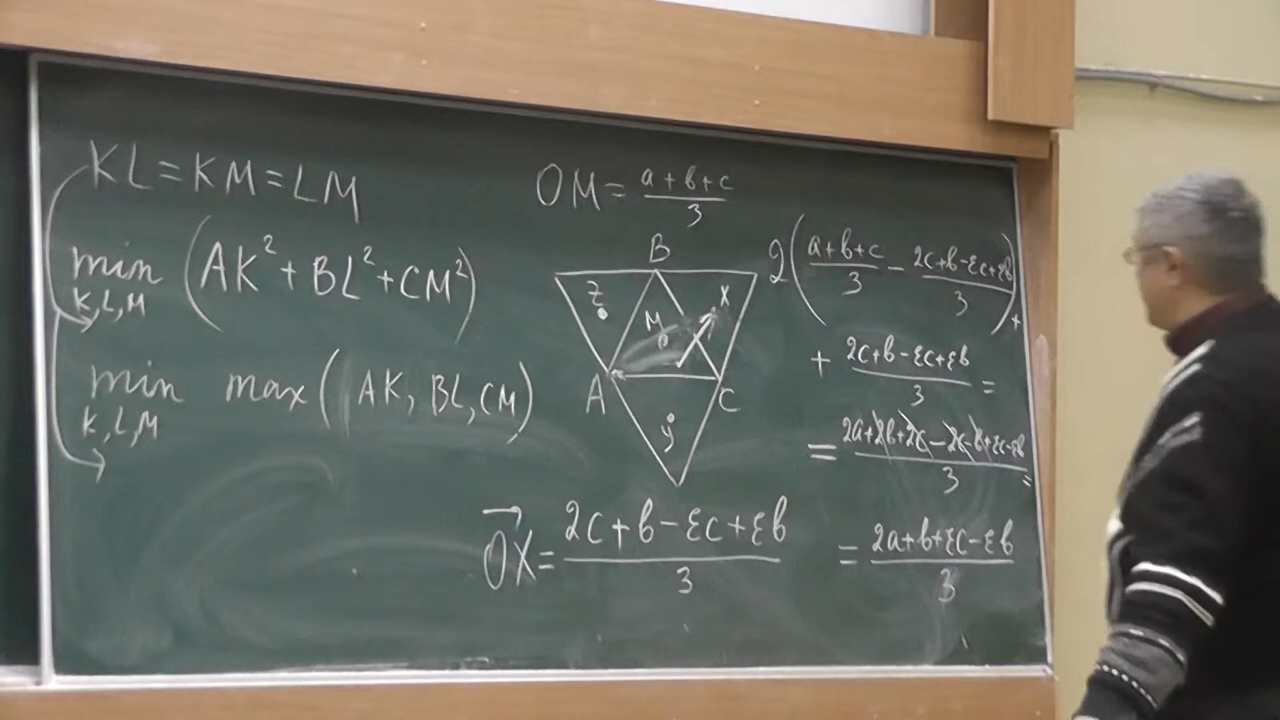 KL = KM = LM
min (AK² + BL² + CM²)
K, L, M
min max (AK, BL, CM)
K, L, M
OM = (a + b + c)/3
B
Z X
M
A C
y
→OX = (2c + b − εc + εb)/3
2((a+b+c)/3 − (2c+b−εc+εb)/3) +
+ (2c+b−εc+εb)/3 =
= (2a+2b+2c−2c−b+εc−εb)/3 =
= (2a+b+εc−εb)/3